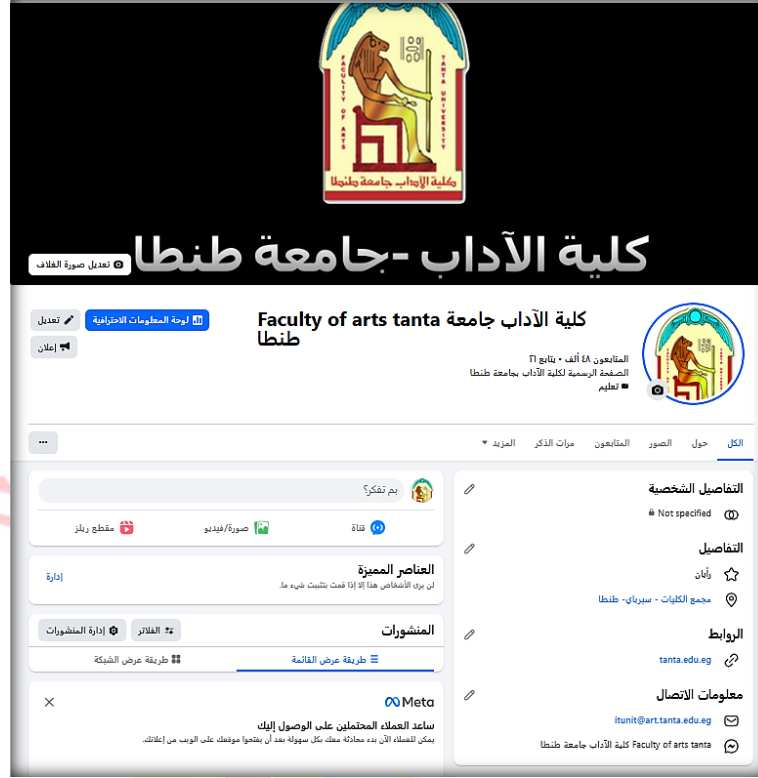 FACULTY OF ARTS
TANTA UNIVERSITY
كلية الآداب جامعة طنطا
كلية الآداب -جامعة طنطا
تعديل صورة الغلاف
كلية الآداب جامعة Faculty of arts tanta
طنطا
المتابعون ٤٨ ألف • يتابع ٢٦
الصفحة الرسمية لكلية الآداب بجامعة طنطا
تعليم
لوحة المعلومات الاحترافية
تعديل
إعلان
الكل
حول
الصور
المتابعون
مرات الذكر
المزيد
التفاصيل الشخصية
Not specified
التفاصيل
رأيان
مجمع الكليات - سبرباي- طنطا
الروابط
tanta.edu.eg
معلومات الاتصال
itunit@art.tanta.edu.eg
Faculty of arts tanta كلية الآداب جامعة طنطا
بم تفكر؟
قناة
صورة/فيديو
مقطع ريلز
العناصر المميزة
إدارة
لن يرى الأشخاص هذا إلا إذا قمت بتثبيت شيء ما.
المنشورات
الفلاتر
إدارة المنشورات
طريقة عرض القائمة
طريقة عرض الشبكة
Meta
ساعد العملاء المحتملين على الوصول إليك
يمكن للعملاء الآن بدء محادثة معك بكل سهولة بعد أن يفتحوا موقعك على الويب من إعلاناتك.